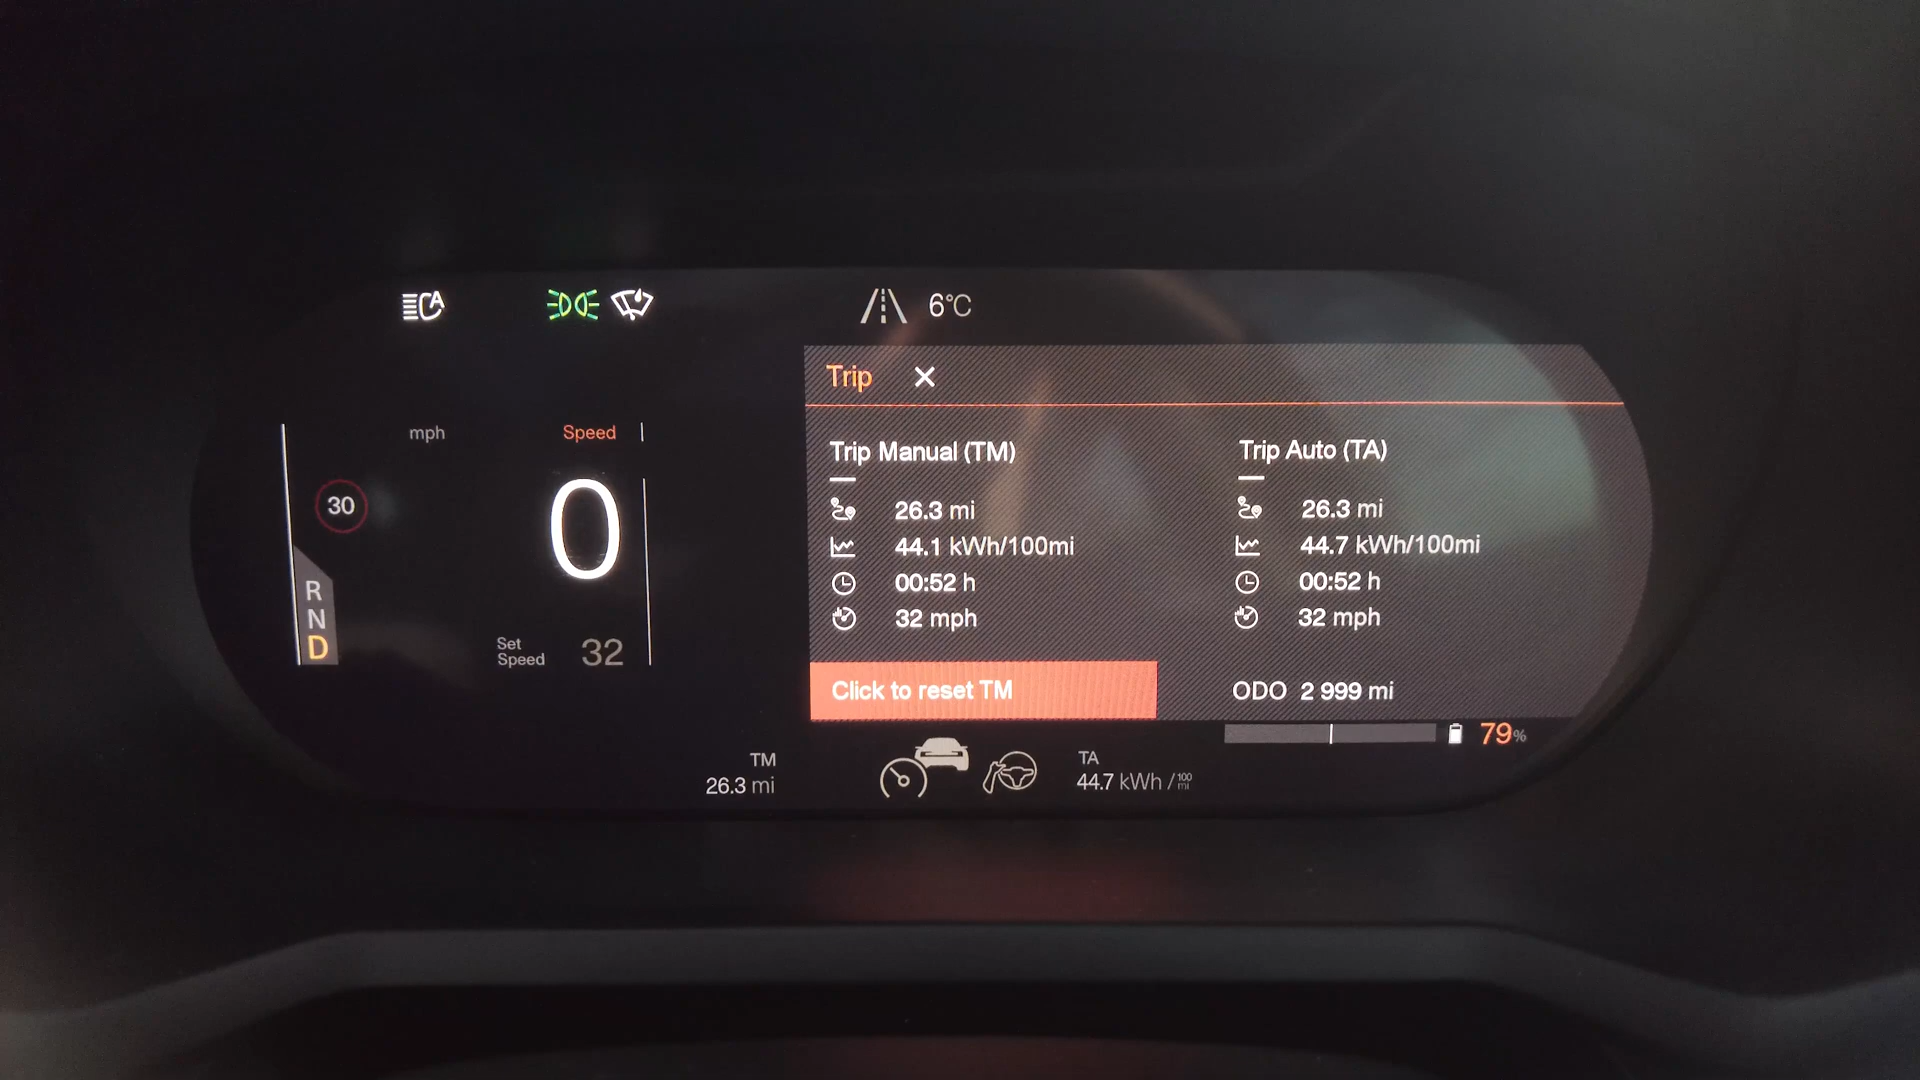 A
6°C
Trip
mph
Speed
30
0
R
N
D
Set
Speed
32
Trip Manual (TM)
26.3 mi
44.1 kWh/100mi
00:52 h
32 mph
Click to reset TM
Trip Auto (TA)
26.3 mi
44.7 kWh/100mi
00:52 h
32 mph
ODO 2 999 mi
79%
TM
26.3 mi
TA
44.7 kWh / 100 mi